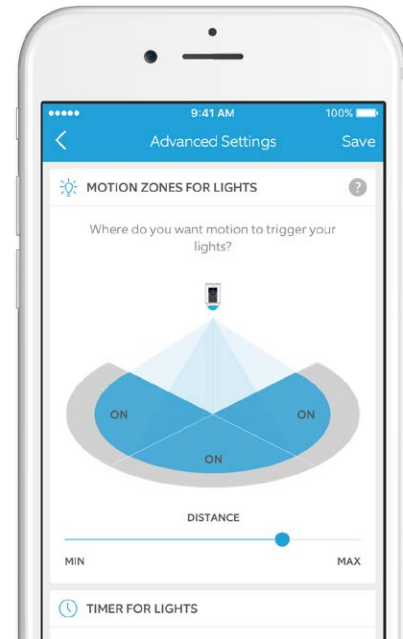 9:41 AM
100%
Advanced Settings
Save
MOTION ZONES FOR LIGHTS
?
Where do you want motion to trigger your
lights?
ON
ON
ON
DISTANCE
MIN
MAX
TIMER FOR LIGHTS